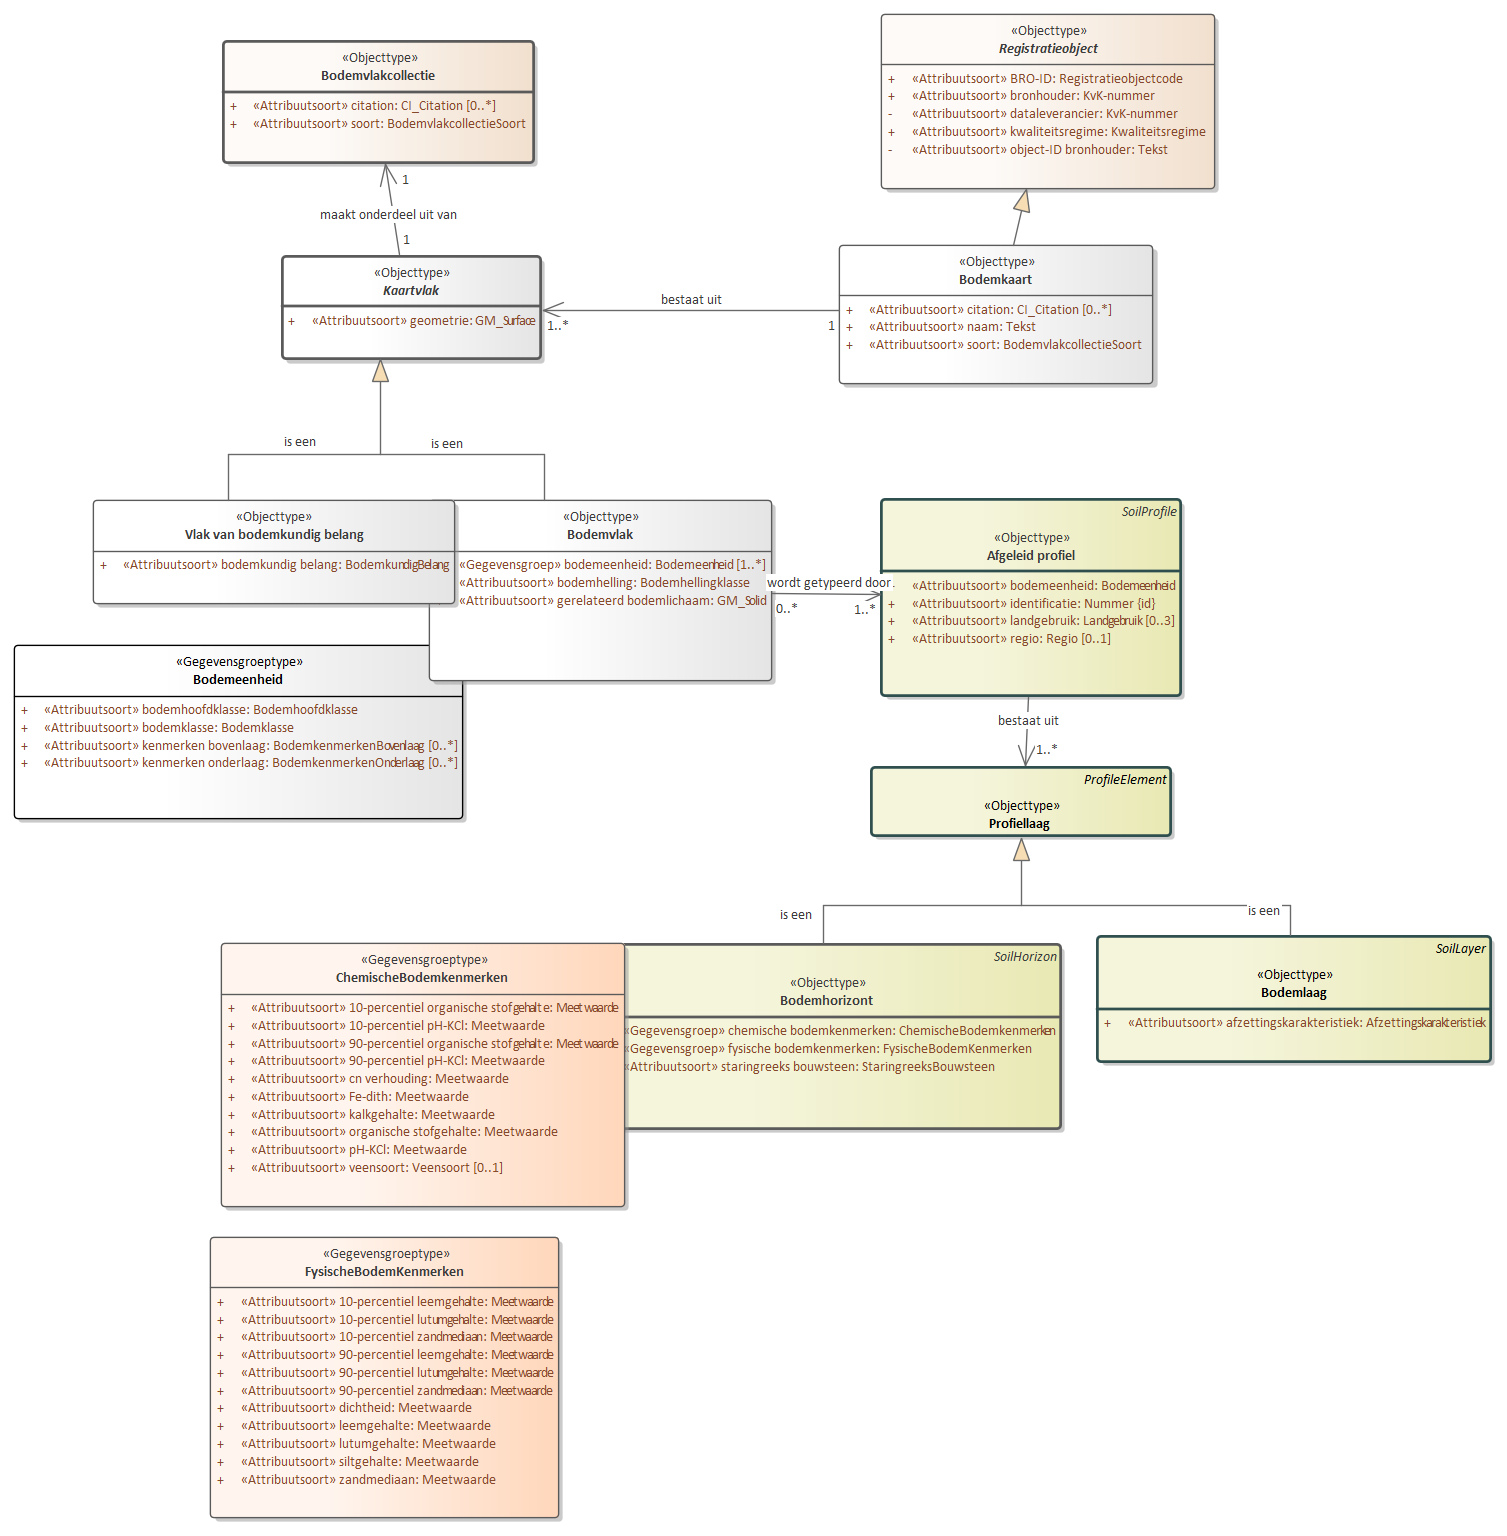 «Objecttype»
Bodemvlakcollectie
+ «Attribuutsoort» citation: CI_Citation [0..*]
+ «Attribuutsoort» soort: BodemvlakcollectieSoort
«Objecttype»
Registratieobject
+ «Attribuutsoort» BRO-ID: Registratieobjectcode
+ «Attribuutsoort» bronhouder: KvK-nummer
- «Attribuutsoort» dataleverancier: KvK-nummer
+ «Attribuutsoort» kwaliteitsregime: Kwaliteitsregime
- «Attribuutsoort» object-ID bronhouder: Tekst
1
maakt onderdeel uit van
1
«Objecttype»
Kaartvlak
+ «Attribuutsoort» geometrie: GM_Surface
bestaat uit
1..*
1
«Objecttype»
Bodemkaart
+ «Attribuutsoort» citation: CI_Citation [0..*]
+ «Attribuutsoort» naam: Tekst
+ «Attribuutsoort» soort: BodemvlakcollectieSoort
is een
is een
«Objecttype»
Vlak van bodemkundig belang
+ «Attribuutsoort» bodemkundig belang: BodemkundigBelang
«Objecttype»
Bodemvlak
«Gegevensgroep» bodemeenheid: Bodemeenheid [1..*]
«Attribuutsoort» bodemhelling: Bodemhellingklasse
«Attribuutsoort» gerelateerd bodemlichaam: GM_Solid
wordt getypeerd door
0..*
1..*
SoilProfile
«Objecttype»
Afgeleid profiel
«Attribuutsoort» bodemeenheid: Bodemeenheid
+ «Attribuutsoort» identificatie: Nummer {id}
+ «Attribuutsoort» landgebruik: Landgebruik [0..3]
+ «Attribuutsoort» regio: Regio [0..1]
«Gegevensgroeptype»
Bodemeenheid
+ «Attribuutsoort» bodemhoofdklasse: Bodemhoofdklasse
+ «Attribuutsoort» bodemklasse: Bodemklasse
+ «Attribuutsoort» kenmerken bovenlaag: BodemkenmerkenBovenlaag [0..*]
+ «Attribuutsoort» kenmerken onderlaag: BodemkenmerkenOnderlaag [0..*]
bestaat uit
1..*
ProfileElement
«Objecttype»
Profiellaag
is een
is een
«Gegevensgroeptype»
ChemischeBodemkenmerken
+ «Attribuutsoort» 10-percentiel organische stofgehalte: Meetwaarde
+ «Attribuutsoort» 10-percentiel pH-KCl: Meetwaarde
+ «Attribuutsoort» 90-percentiel organische stofgehalte: Meetwaarde
+ «Attribuutsoort» 90-percentiel pH-KCl: Meetwaarde
+ «Attribuutsoort» cn verhouding: Meetwaarde
+ «Attribuutsoort» Fe-dith: Meetwaarde
+ «Attribuutsoort» kalkgehalte: Meetwaarde
+ «Attribuutsoort» organische stofgehalte: Meetwaarde
+ «Attribuutsoort» pH-KCl: Meetwaarde
+ «Attribuutsoort» veensoort: Veensoort [0..1]
SoilHorizon
«Objecttype»
Bodemhorizont
«Gegevensgroep» chemische bodemkenmerken: ChemischeBodemkenmerken
«Gegevensgroep» fysische bodemkenmerken: FysischeBodemKenmerken
«Attribuutsoort» staringreeks bouwsteen: StaringreeksBouwsteen
SoilLayer
«Objecttype»
Bodemlaag
+ «Attribuutsoort» afzettingskarakteristiek: Afzettingskarakteristiek
«Gegevensgroeptype»
FysischeBodemKenmerken
+ «Attribuutsoort» 10-percentiel leemgehalte: Meetwaarde
+ «Attribuutsoort» 10-percentiel lutumgehalte: Meetwaarde
+ «Attribuutsoort» 10-percentiel zandmediaan: Meetwaarde
+ «Attribuutsoort» 90-percentiel leemgehalte: Meetwaarde
+ «Attribuutsoort» 90-percentiel lutumgehalte: Meetwaarde
+ «Attribuutsoort» 90-percentiel zandmediaan: Meetwaarde
+ «Attribuutsoort» dichtheid: Meetwaarde
+ «Attribuutsoort» leemgehalte: Meetwaarde
+ «Attribuutsoort» lutumgehalte: Meetwaarde
+ «Attribuutsoort» siltgehalte: Meetwaarde
+ «Attribuutsoort» zandmediaan: Meetwaarde